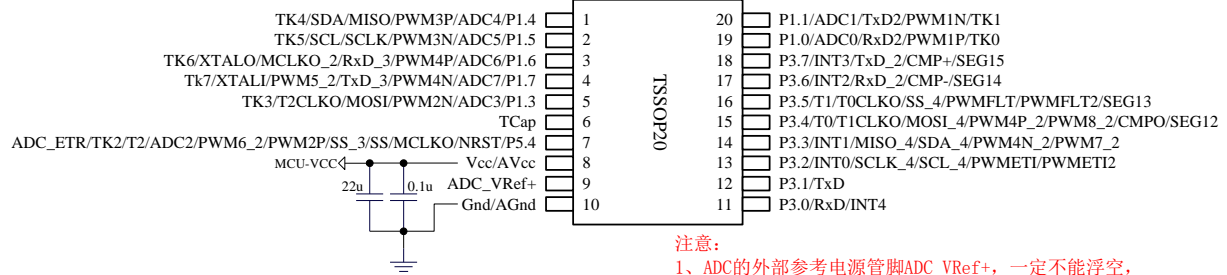 TK4/SDA/MISO/PWM3P/ADC4/P1.4 1 20 P1.1/ADC1/TxD2/PWM1N/TK1
TK5/SCL/SCLK/PWM3N/ADC5/P1.5 2 19 P1.0/ADC0/RxD2/PWM1P/TK0
TK6/XTALO/MCLKO_2/RxD_3/PWM4P/ADC6/P1.6 3 18 P3.7/INT3/TxD_2/CMP+/SEG15
Tk7/XTALI/PWM5_2/TxD_3/PWM4N/ADC7/P1.7 4 17 P3.6/INT2/RxD_2/CMP-/SEG14
TK3/T2CLKO/MOSI/PWM2N/ADC3/P1.3 5 16 P3.5/T1/T0CLKO/SS_4/PWMFLT/PWMFLT2/SEG13
TCap 6 15 P3.4/T0/T1CLKO/MOSI_4/PWM4P_2/PWM8_2/CMPO/SEG12
ADC_ETR/TK2/T2/ADC2/PWM6_2/PWM2P/SS_3/SS/MCLKO/NRST/P5.4 7 14 P3.3/INT1/MISO_4/SDA_4/PWM4N_2/PWM7_2
MCU-VCC Vcc/AVcc 8 13 P3.2/INT0/SCLK_4/SCL_4/PWMETI/PWMETI2
22u 0.1u ADC_VRef+ 9 12 P3.1/TxD
Gnd/AGnd 10 11 P3.0/RxD/INT4
TSSOP20
注意：
1、ADC的外部参考电源管脚ADC_VRef+，一定不能浮空，